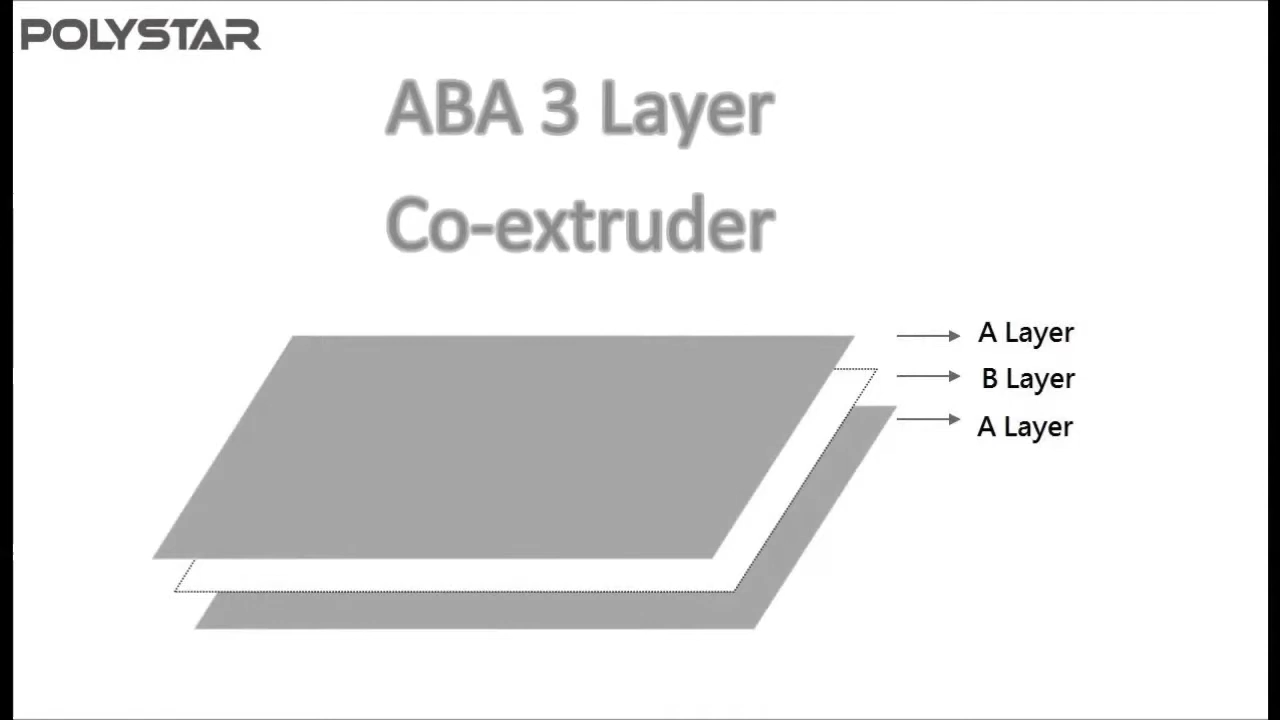 POLYSTAR
ABA 3 Layer
Co-extruder
A Layer
B Layer
A Layer